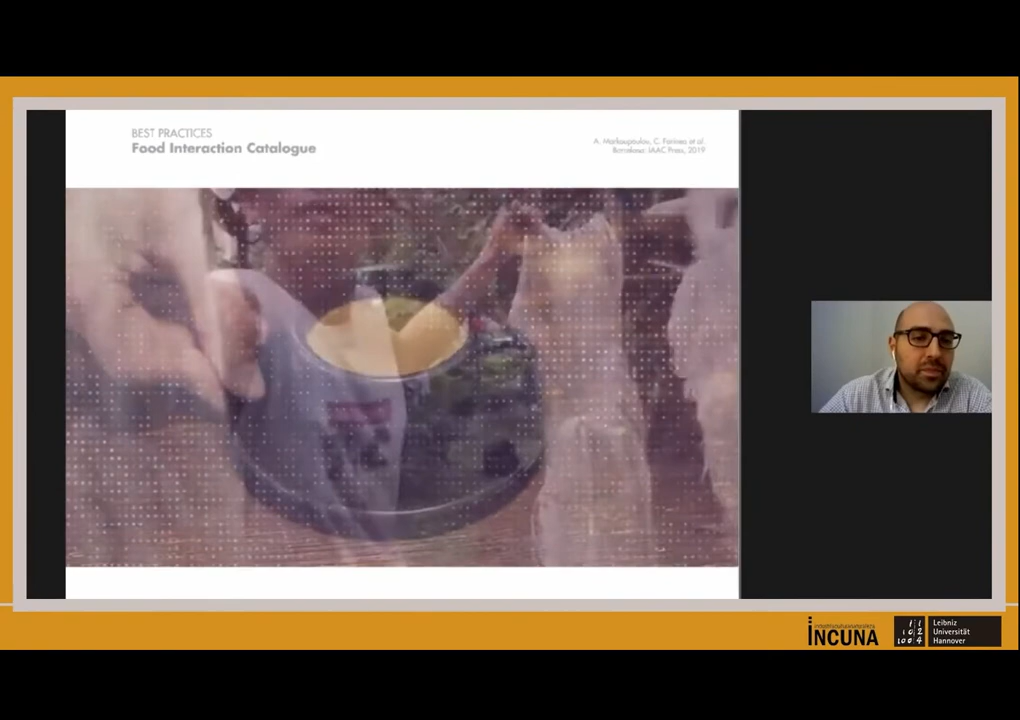 BEST PRACTICES
Food Interaction Catalogue
A. Markopoulou, C. Farinea et al.
Barcelona: IAAC Press, 2019
INCUNA
Leibniz
Universität
Hannover